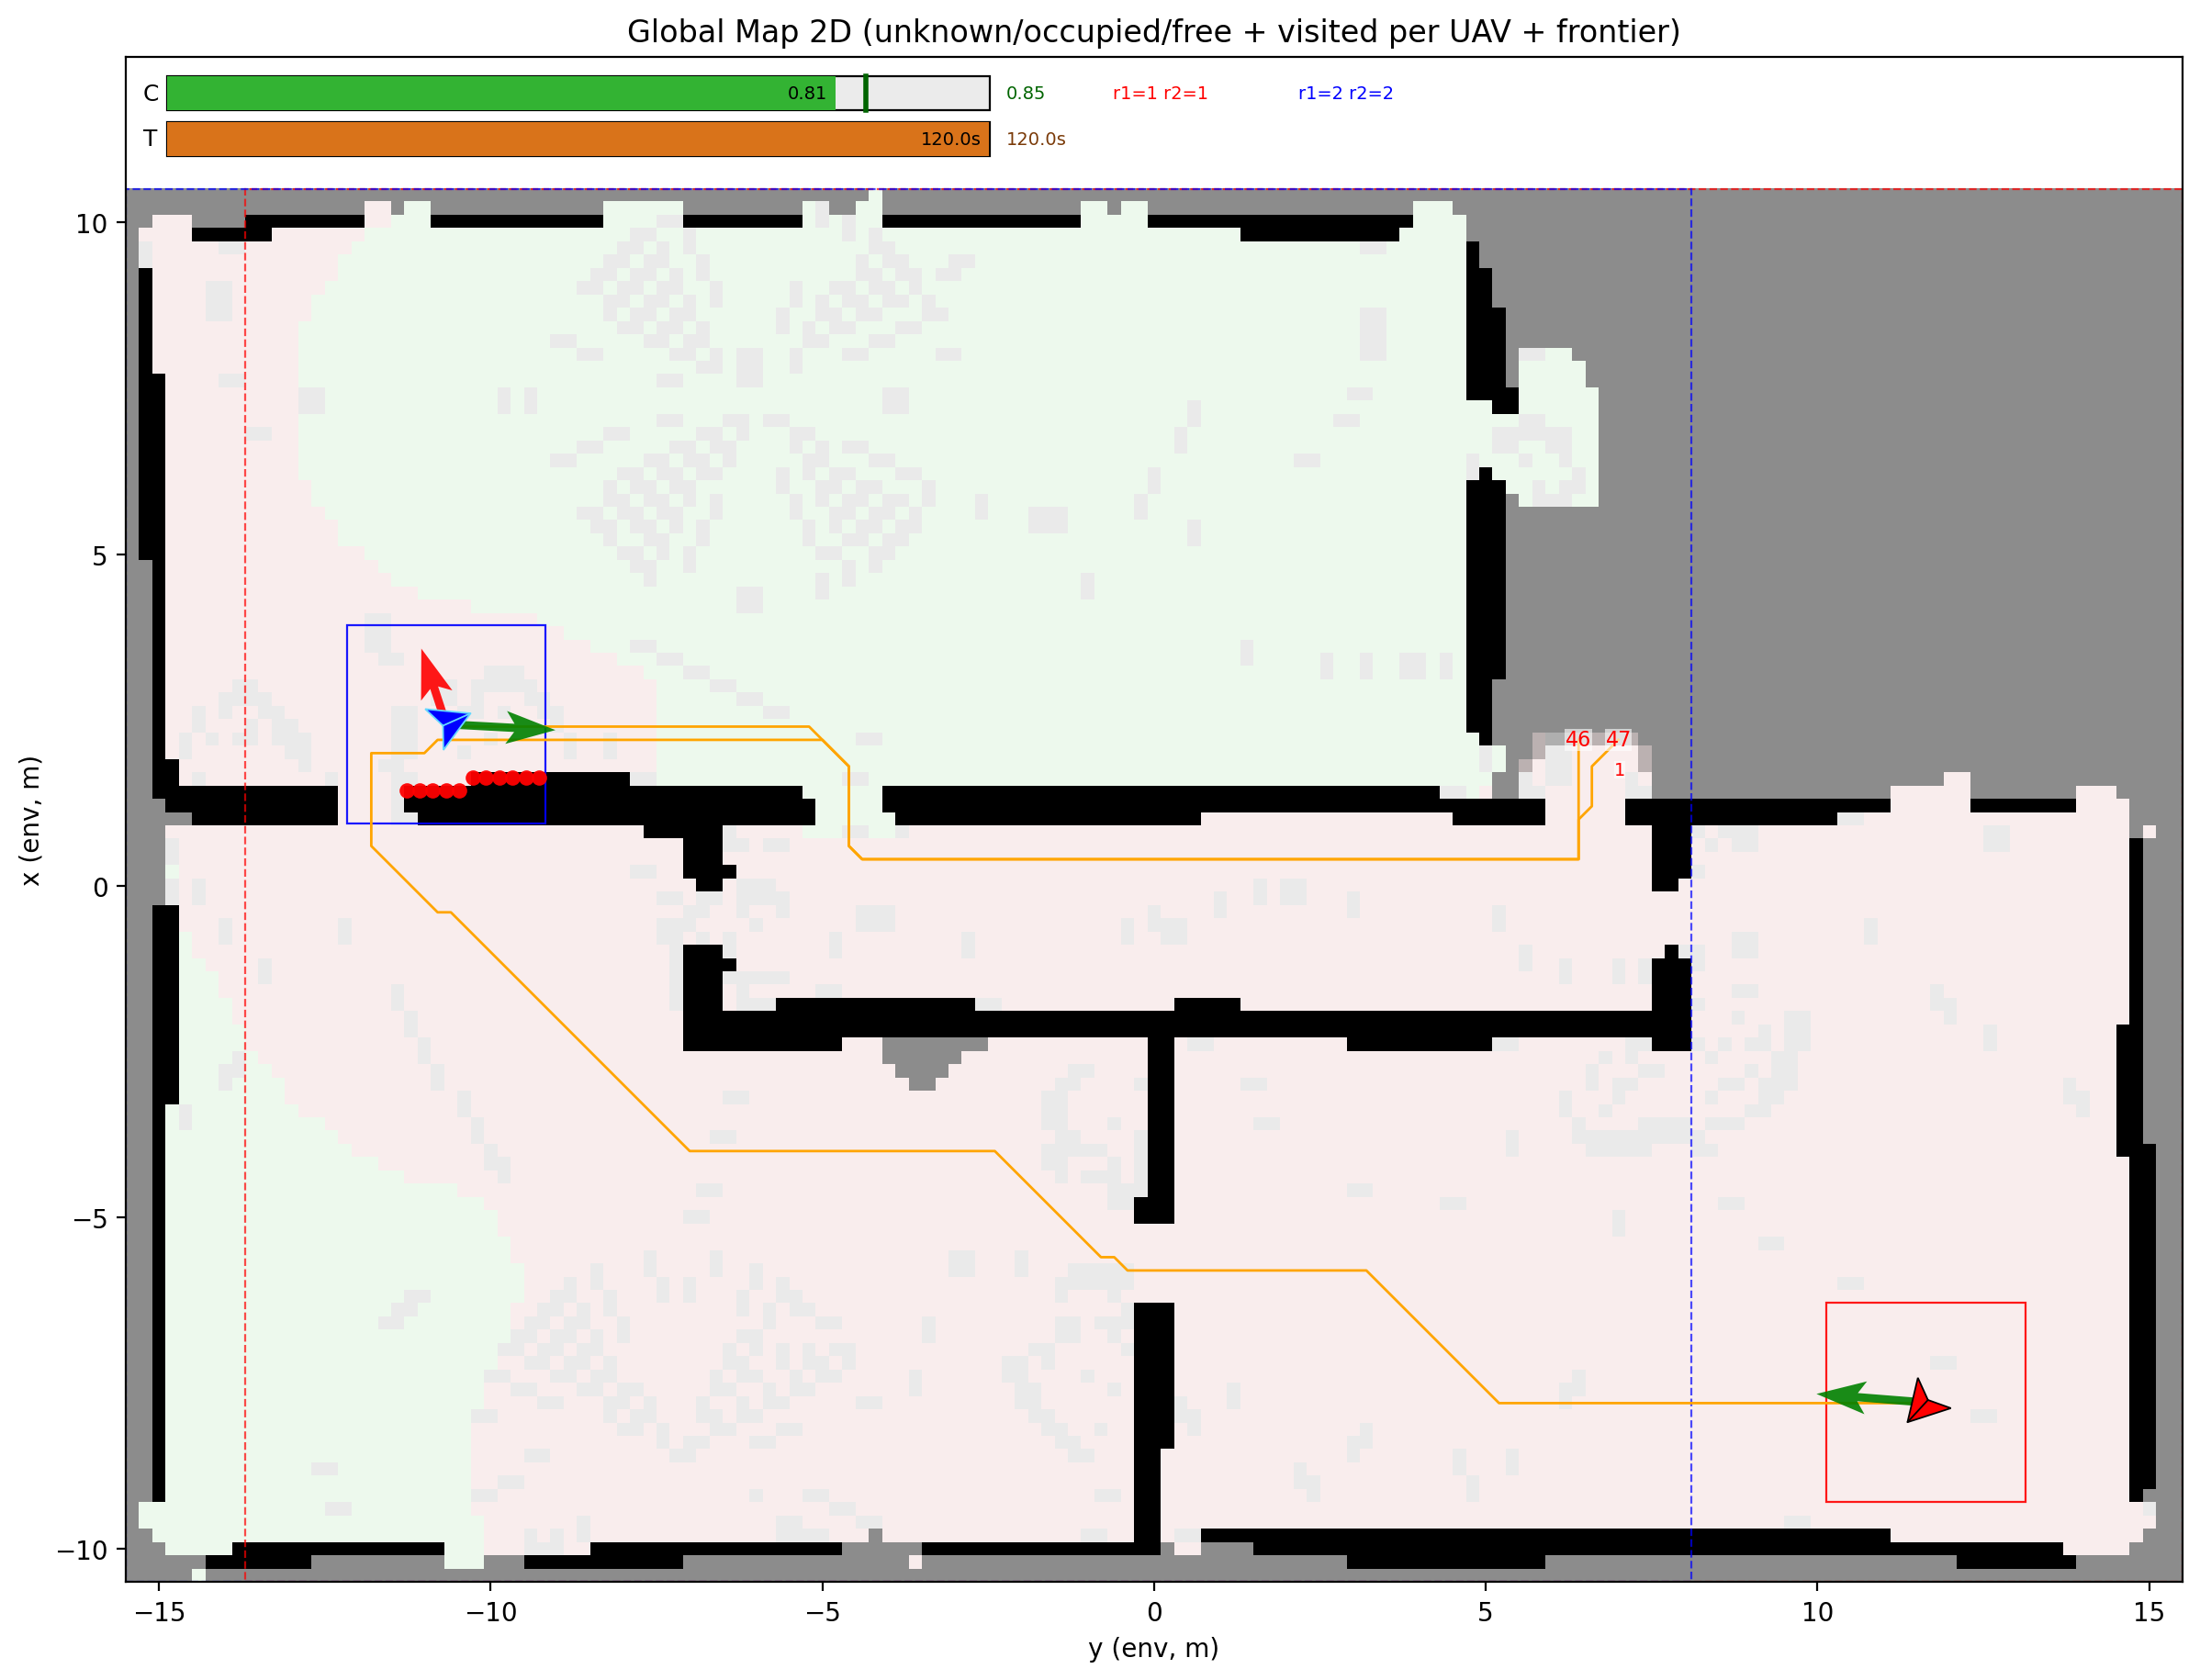 Global Map 2D (unknown/occupied/free + visited per UAV + frontier)
C 0.81 0.85 r1=1 r2=1 r1=2 r2=2
T 120.0s 120.0s
10
5
0
−5
−10
x (env, m)
46 47
1
−15 −10 −5 0 5 10 15
y (env, m)